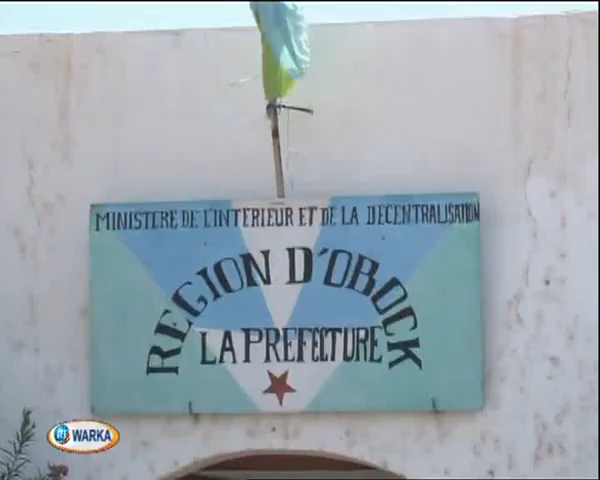 MINISTERE DE L'INTERIEUR ET DE LA DECENTRALISATION
REGION D'OBOCK
LA PREFECTURE
WARKA